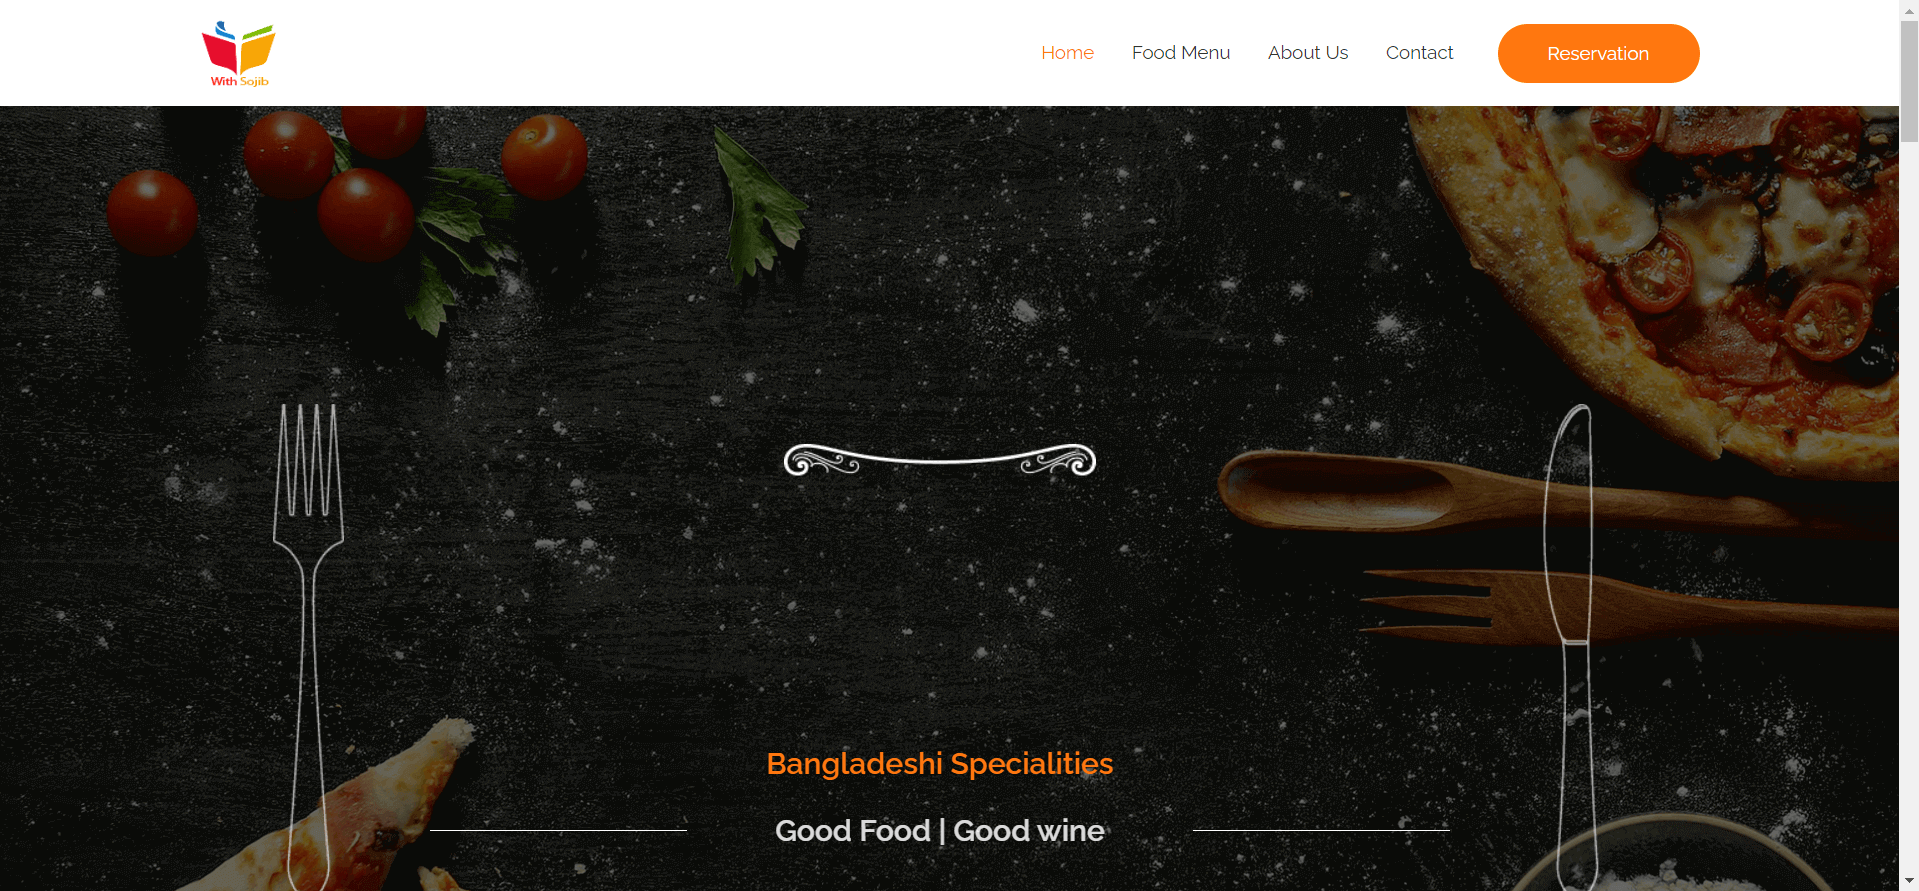 With Sojib
Home
Food Menu
About Us
Contact
Reservation
Bangladeshi Specialities
Good Food | Good wine